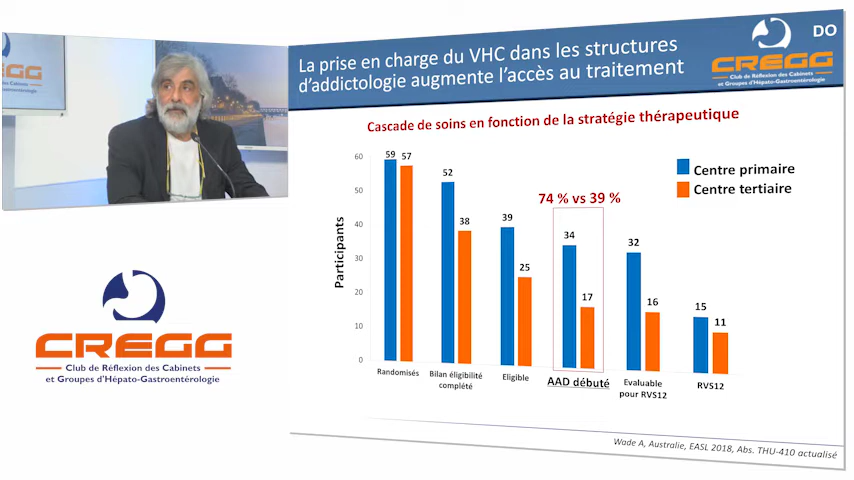 CREGG
La prise en charge du VHC dans les structures
d'addictologie augmente l'accès au traitement
CREGG
Club de Réflexion des Cabinets
et Groupes d'Hépato-Gastroentérologie
DO
Cascade de soins en fonction de la stratégie thérapeutique
Centre primaire
Centre tertiaire
74 % vs 39 %
Participants
60
50
40
30
20
10
0
59
57
52
38
39
25
34
17
32
16
15
11
Randomisés
Bilan éligibilité
complété
Eligible
AAD débuté
Evaluable
pour RVS12
RVS12
Wade A, Australie, EASL 2018, Abs. THU-410 actualisé
CREGG
Club de Réflexion des Cabinets
et Groupes d'Hépato-Gastroentérologie